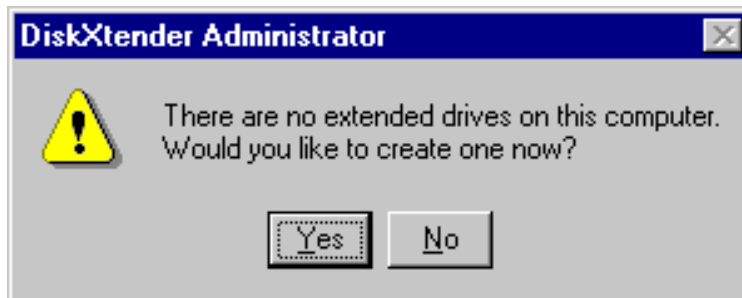 DiskXtender Administrator
There are no extended drives on this computer.
Would you like to create one now?
Yes No